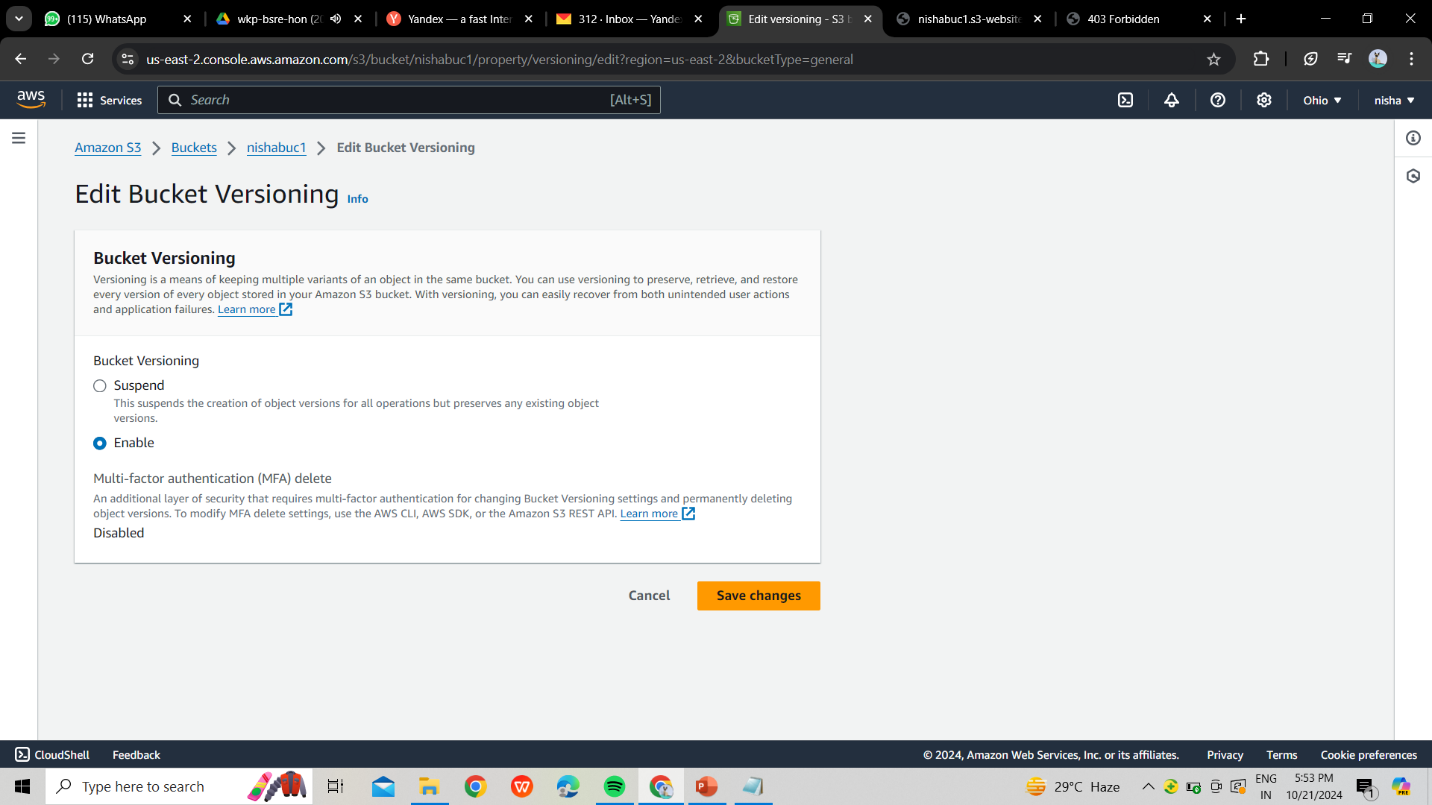 (115) WhatsApp
wkp-bsre-hon (20
Yandex — a fast Inter
312 · Inbox — Yande
Edit versioning - S3 b
nishabuc1.s3-website
403 Forbidden
us-east-2.console.aws.amazon.com/s3/bucket/nishabuc1/property/versioning/edit?region=us-east-2&bucketType=general
aws
Services
Search
[Alt+S]
Ohio
nisha
Amazon S3
Buckets
nishabuc1
Edit Bucket Versioning
Edit Bucket Versioning
Info
Bucket Versioning
Versioning is a means of keeping multiple variants of an object in the same bucket. You can use versioning to preserve, retrieve, and restore
every version of every object stored in your Amazon S3 bucket. With versioning, you can easily recover from both unintended user actions
and application failures. Learn more
Bucket Versioning
Suspend
This suspends the creation of object versions for all operations but preserves any existing object
versions.
Enable
Multi-factor authentication (MFA) delete
An additional layer of security that requires multi-factor authentication for changing Bucket Versioning settings and permanently deleting
object versions. To modify MFA delete settings, use the AWS CLI, AWS SDK, or the Amazon S3 REST API. Learn more
Disabled
Cancel
Save changes
CloudShell
Feedback
© 2024, Amazon Web Services, Inc. or its affiliates.
Privacy
Terms
Cookie preferences
Type here to search
29°C Haze
ENG
IN
5:53 PM
10/21/2024
1
PRE